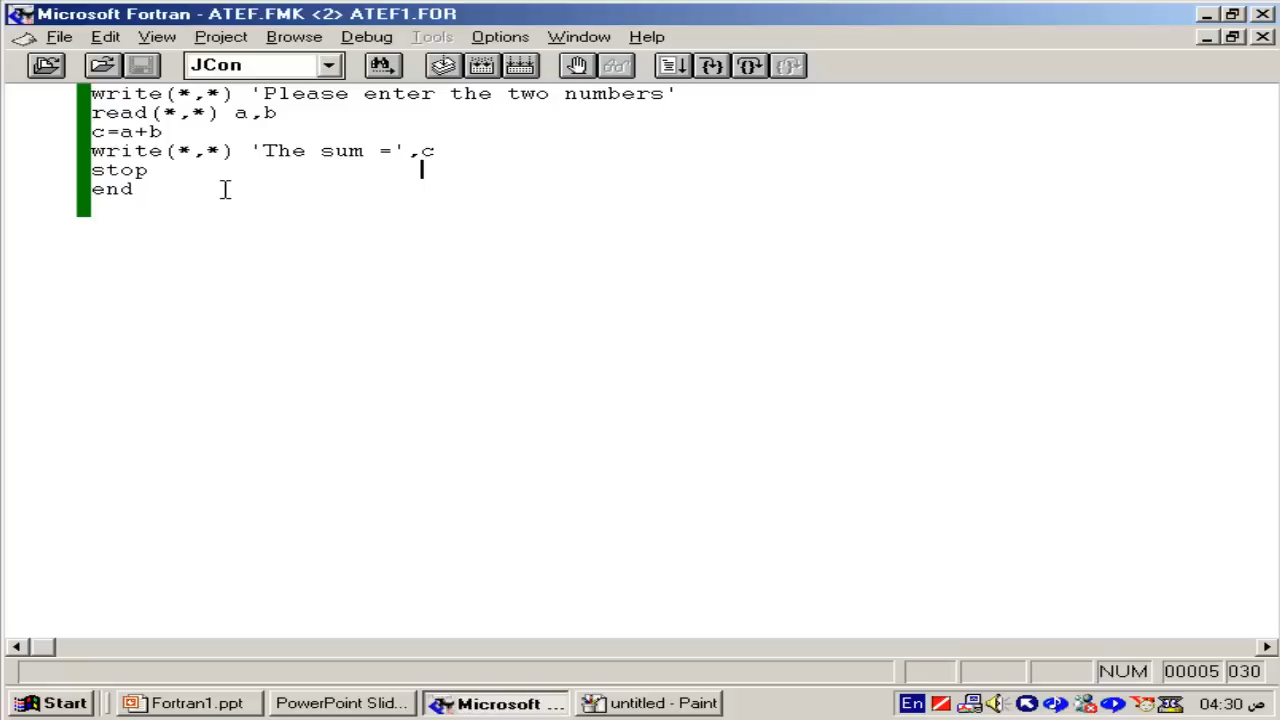 Microsoft Fortran - ATEF.FMK <2> ATEF1.FOR
File Edit View Project Browse Debug Tools Options Window Help
JCon
write(*,*) 'Please enter the two numbers'
read(*,*) a,b
c=a+b
write(*,*) 'The sum =',c
stop
end
NUM 00005 030
Start Fortran1.ppt PowerPoint Slid... Microsoft ... untitled - Paint En 04:30 ص